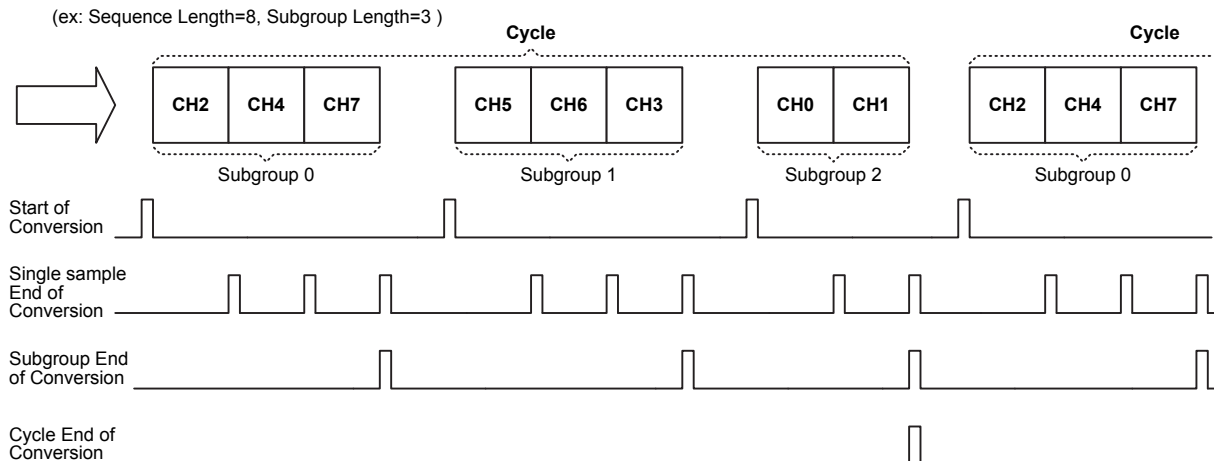 (ex: Sequence Length=8, Subgroup Length=3 )
Cycle
Cycle
CH2 CH4 CH7 CH5 CH6 CH3 CH0 CH1 CH2 CH4 CH7
Subgroup 0 Subgroup 1 Subgroup 2 Subgroup 0
Start of
Conversion
Single sample
End of
Conversion
Subgroup End
of Conversion
Cycle End of
Conversion